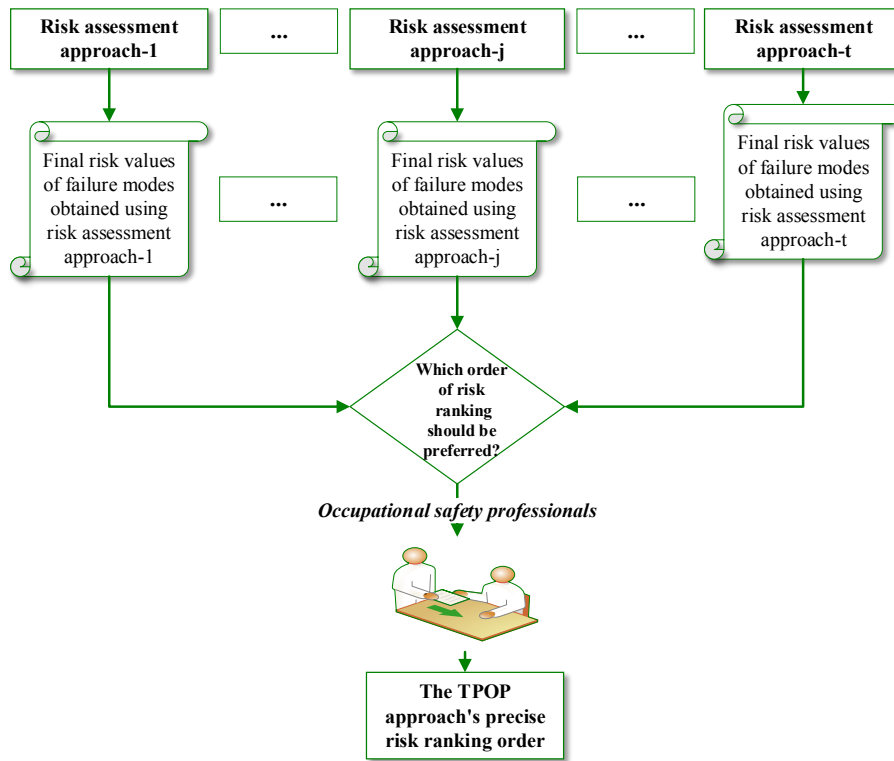 Risk assessment
approach-1
...
Risk assessment
approach-j
...
Risk assessment
approach-t
Final risk values
of failure modes
obtained using
risk assessment
approach-1
...
Final risk values
of failure modes
obtained using
risk assessment
approach-j
...
Final risk values
of failure modes
obtained using
risk assessment
approach-t
Which order
of risk
ranking
should be
preferred?
Occupational safety professionals
The TPOP
approach's precise
risk ranking order